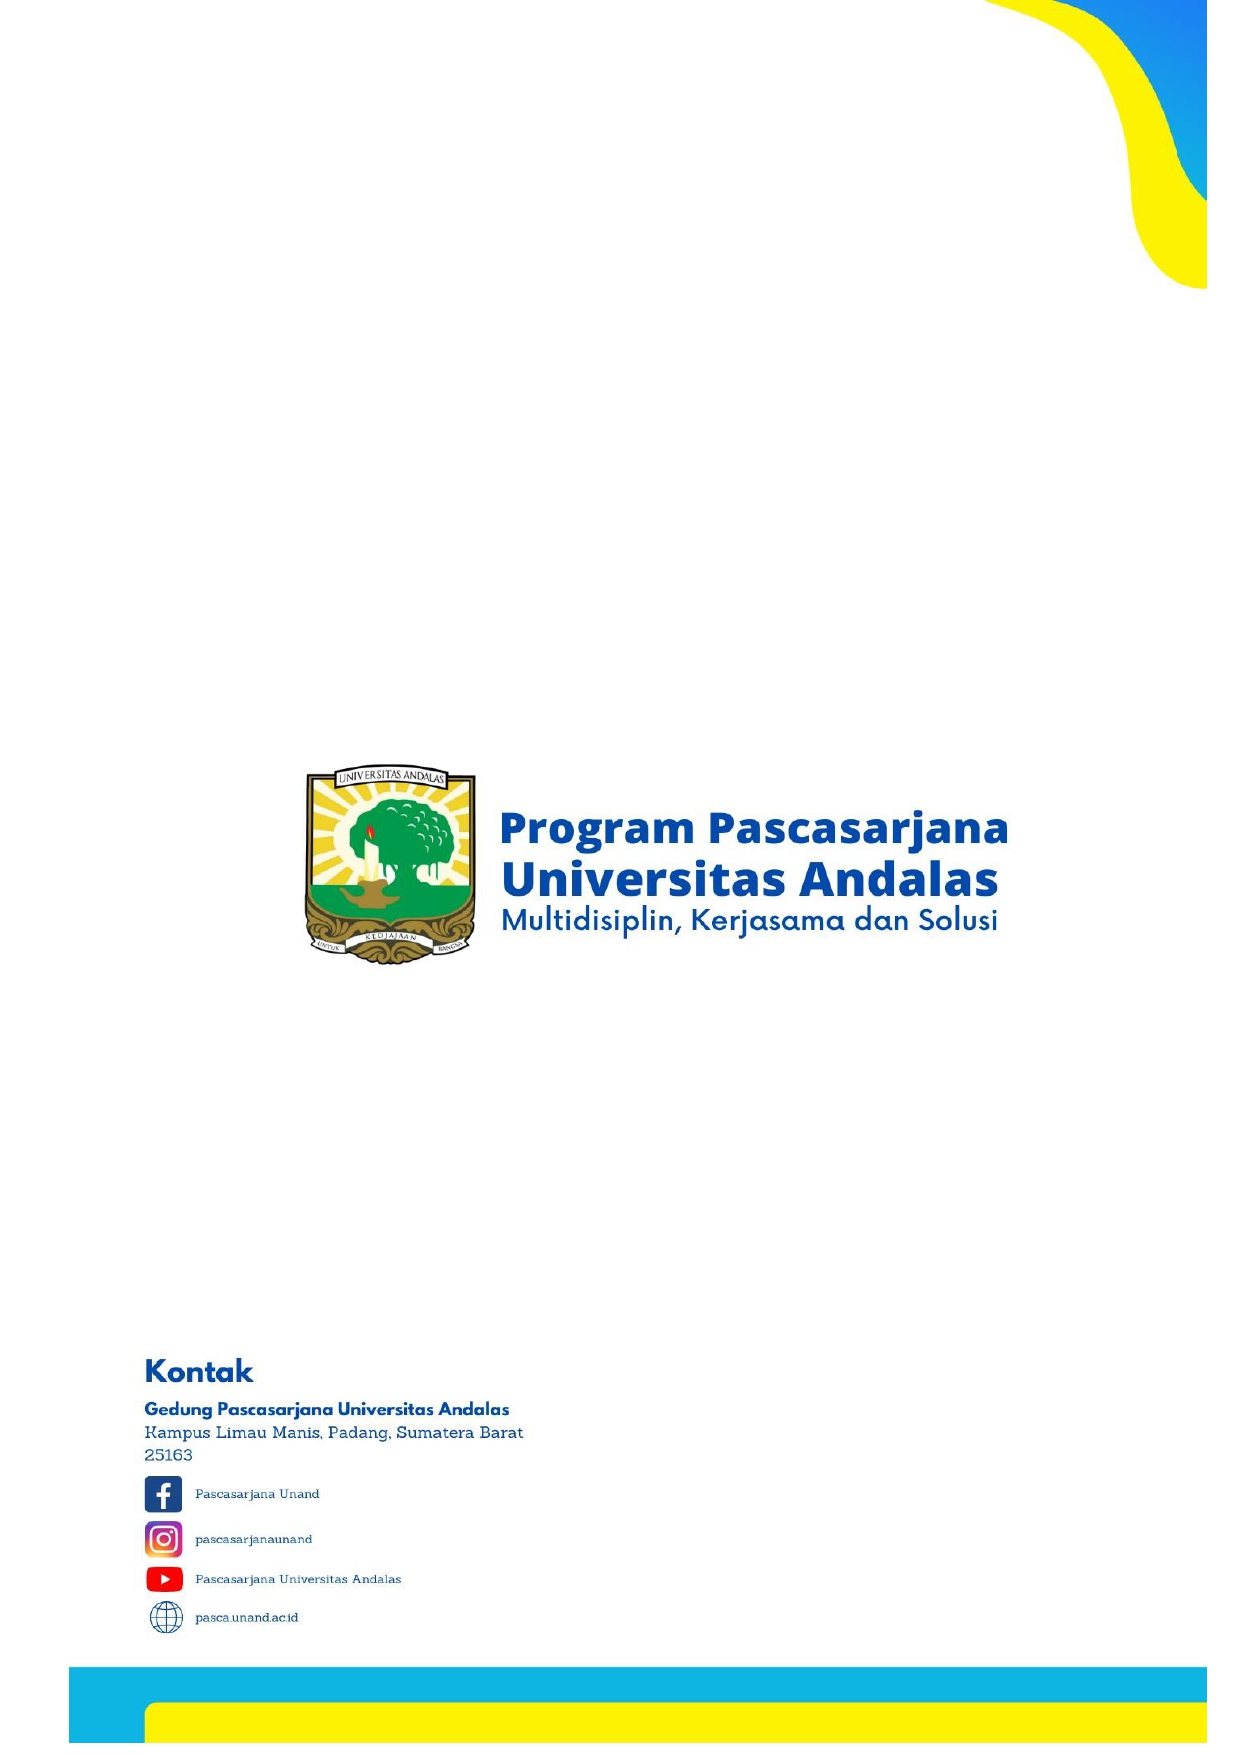 UNIVERSITAS ANDALAS
UNTUK KEDJAJAAN BANGSA
Program Pascasarjana
Universitas Andalas
Multidisiplin, Kerjasama dan Solusi
Kontak
Gedung Pascasarjana Universitas Andalas
Kampus Limau Manis, Padang, Sumatera Barat
25163
Pascasarjana Unand
pascasarjanaunand
Pascasarjana Universitas Andalas
pasca.unand.ac.id